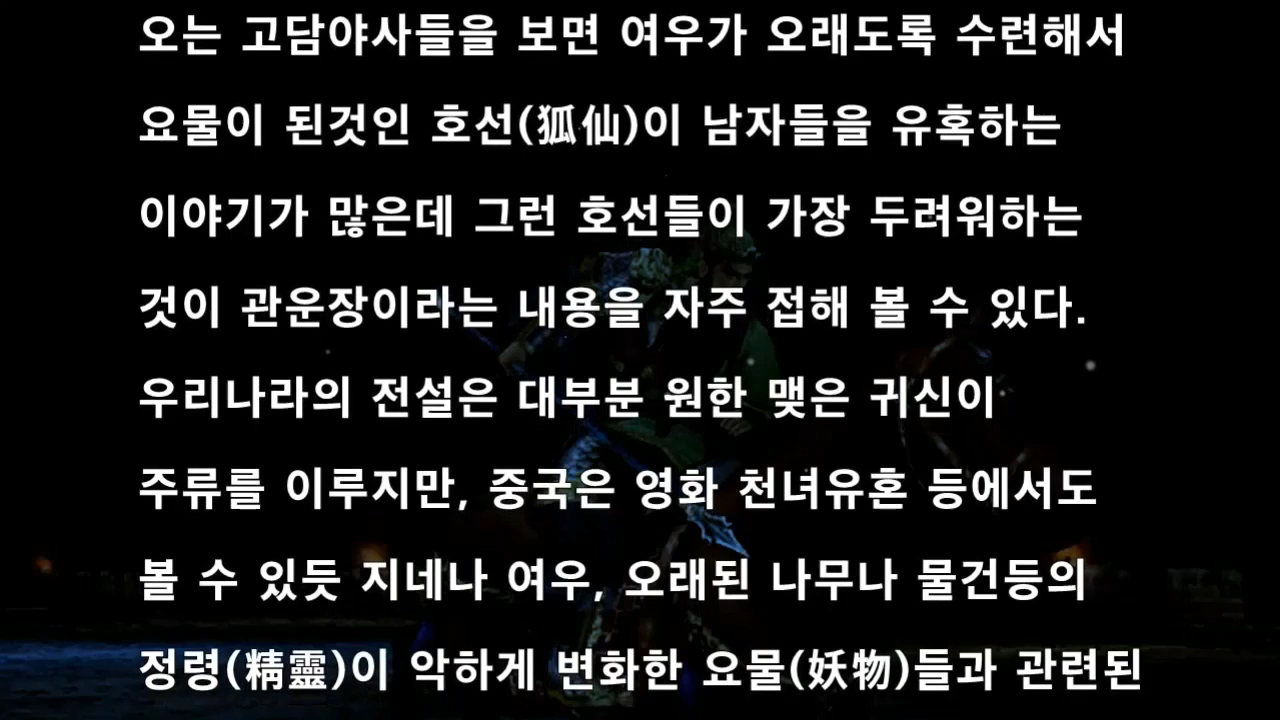 오는 고담야사들을 보면 여우가 오래도록 수련해서
요물이 된것인 호선(狐仙)이 남자들을 유혹하는
이야기가 많은데 그런 호선들이 가장 두려워하는
것이 관운장이라는 내용을 자주 접해 볼 수 있다.
우리나라의 전설은 대부분 원한 맺은 귀신이
주류를 이루지만, 중국은 영화 천녀유혼 등에서도
볼 수 있듯 지네나 여우, 오래된 나무나 물건등의
정령(精靈)이 악하게 변화한 요물(妖物)들과 관련된